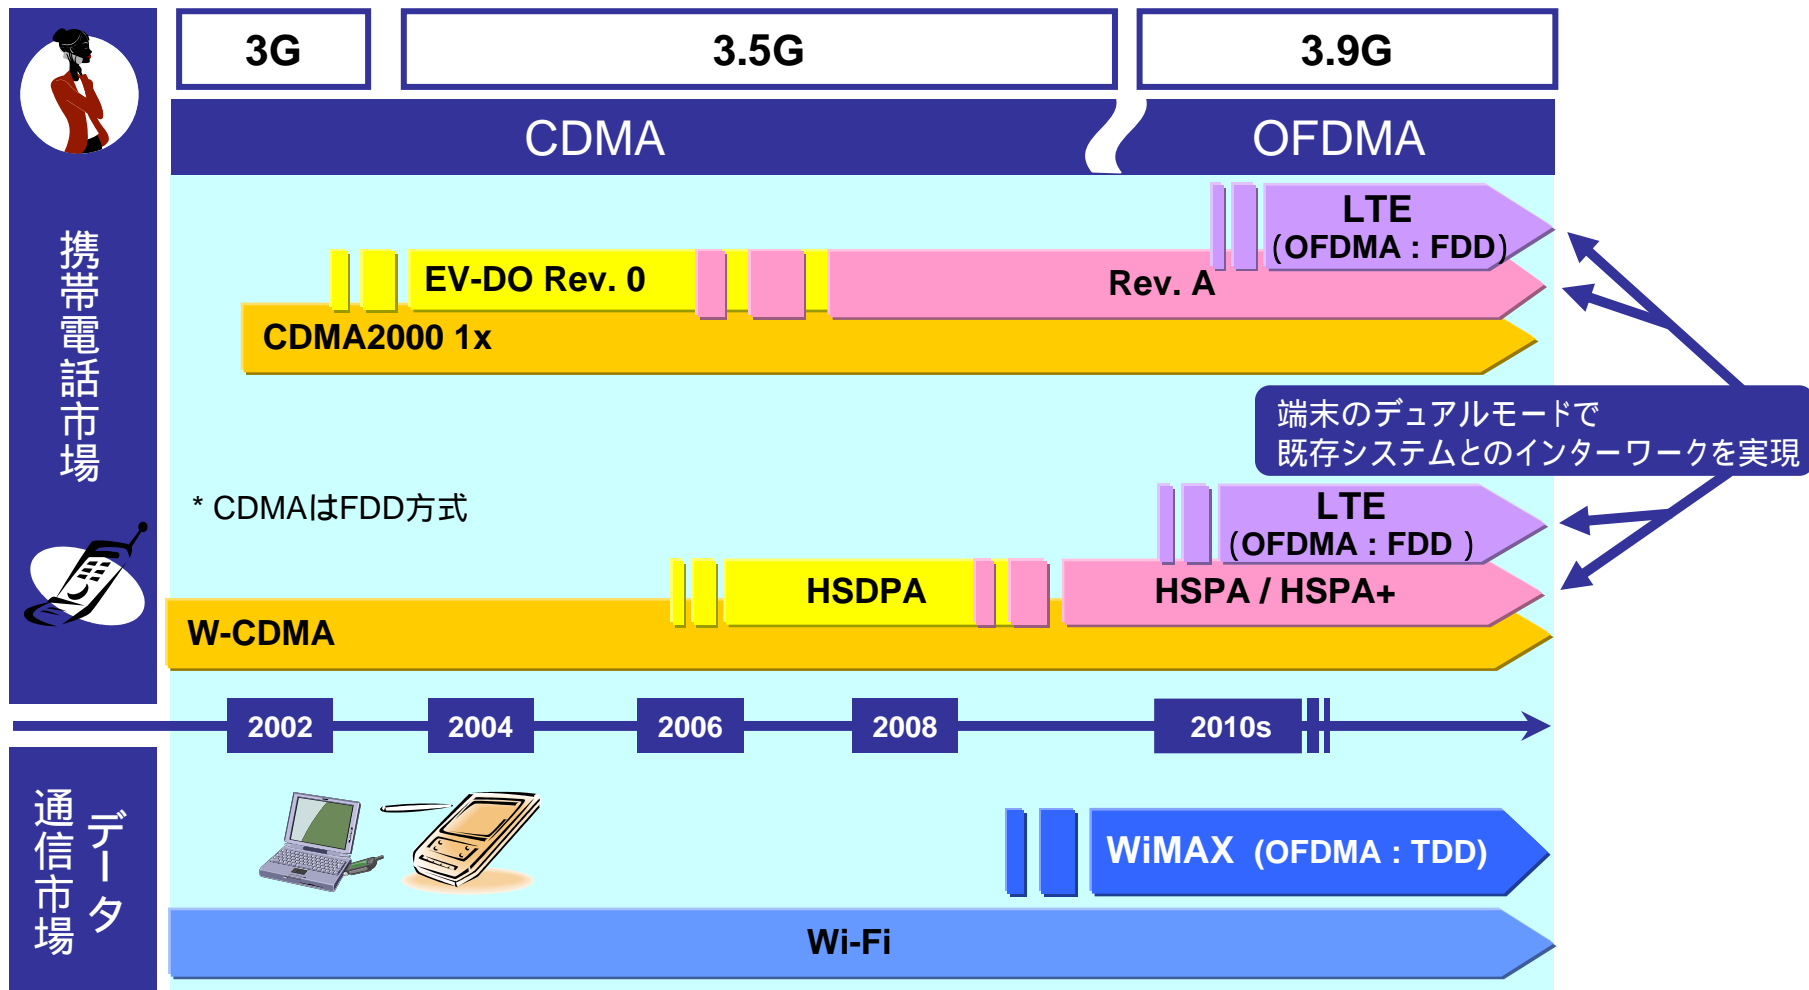 3G
3.5G
3.9G
CDMA
OFDMA
携帯電話市場
LTE
(OFDMA : FDD)
EV-DO Rev. 0
Rev. A
CDMA2000 1x
端末のデュアルモードで
既存システムとのインターワークを実現
* CDMAはFDD方式
LTE
(OFDMA : FDD )
HSDPA
HSPA / HSPA+
W-CDMA
2002
2004
2006
2008
2010s
データ
通信市場
WiMAX (OFDMA : TDD)
Wi-Fi